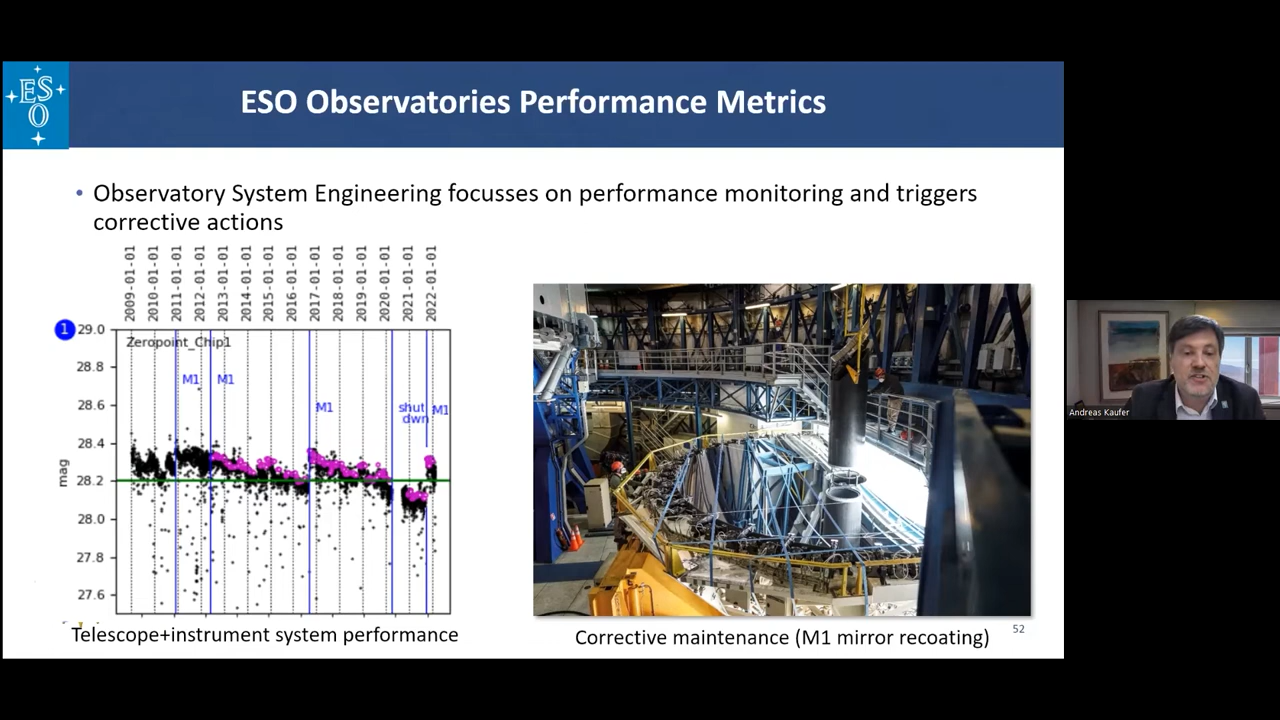 ESO
ESO Observatories Performance Metrics
• Observatory System Engineering focusses on performance monitoring and triggers
corrective actions
2009-01-01
2010-01-01
2011-01-01
2012-01-01
2013-01-01
2014-01-01
2015-01-01
2016-01-01
2017-01-01
2018-01-01
2019-01-01
2020-01-01
2021-01-01
2022-01-01
1
29.0
28.8
28.6
28.4
28.2
28.0
27.8
27.6
mag
Zeropoint_Chip1
M1
M1
M1
shut
dwn
M1
Telescope+instrument system performance
Corrective maintenance (M1 mirror recoating)
52
Andreas Kaufer